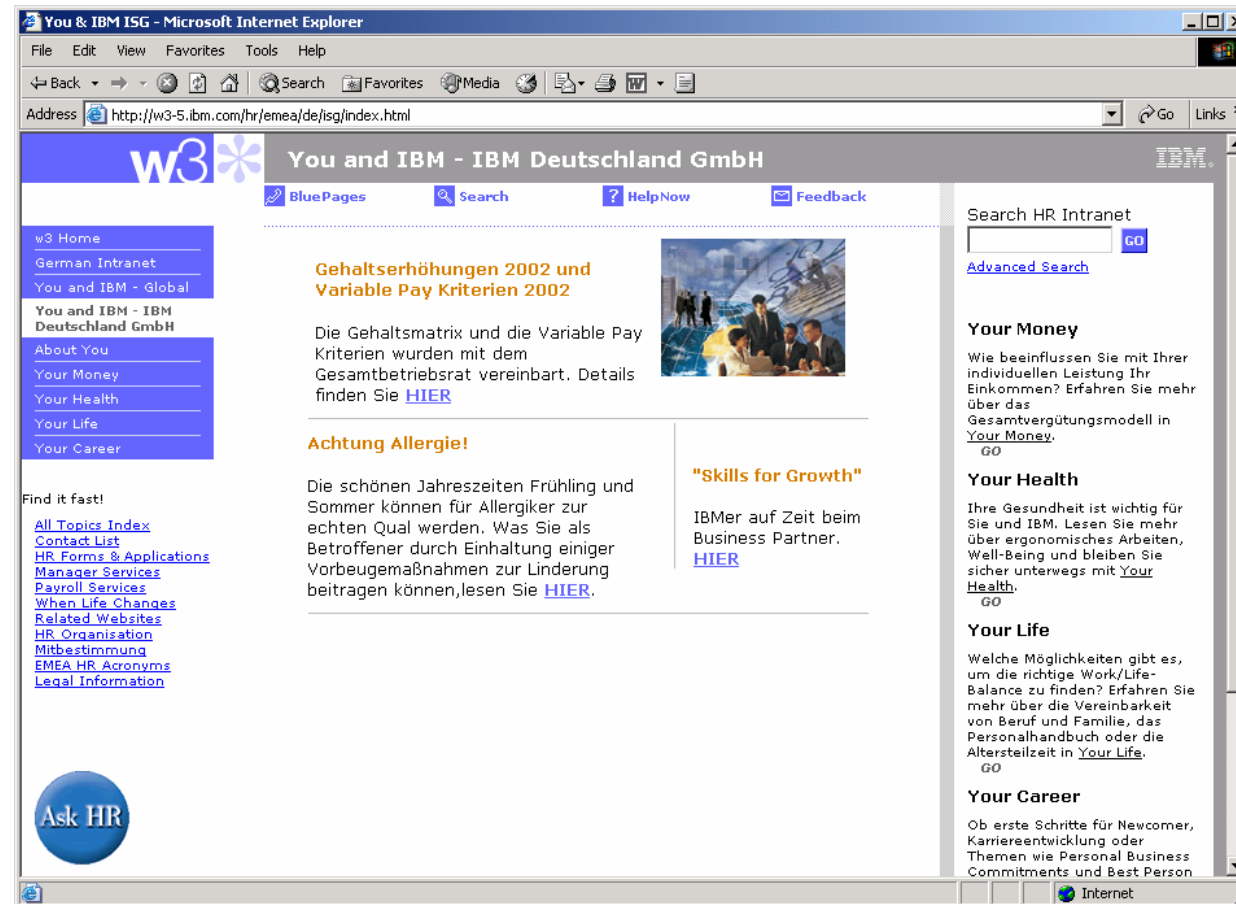 You & IBM ISG - Microsoft Internet Explorer
File Edit View Favorites Tools Help
Back Search Favorites Media
Address http://w3-5.ibm.com/hr/emea/de/isg/index.html Go Links
w3 You and IBM - IBM Deutschland GmbH IBM
BluePages Search HelpNow Feedback
w3 Home
German Intranet
You and IBM - Global
You and IBM - IBM
Deutschland GmbH
About You
Your Money
Your Health
Your Life
Your Career
Find it fast!
All Topics Index
Contact List
HR Forms & Applications
Manager Services
Payroll Services
When Life Changes
Related Websites
HR Organisation
Mitbestimmung
EMEA HR Acronyms
Legal Information
Ask HR
Gehaltserhöhungen 2002 und
Variable Pay Kriterien 2002
Die Gehaltsmatrix und die Variable Pay
Kriterien wurden mit dem
Gesamtbetriebsrat vereinbart. Details
finden Sie HIER
Achtung Allergie!
Die schönen Jahreszeiten Frühling und
Sommer können für Allergiker zur
echten Qual werden. Was Sie als
Betroffener durch Einhaltung einiger
Vorbeugemaßnahmen zur Linderung
beitragen können,lesen Sie HIER.
"Skills for Growth"
IBMer auf Zeit beim
Business Partner.
HIER
Search HR Intranet
GO
Advanced Search
Your Money
Wie beeinflussen Sie mit Ihrer
individuellen Leistung Ihr
Einkommen? Erfahren Sie mehr
über das
Gesamtvergütungsmodell in
Your Money.
GO
Your Health
Ihre Gesundheit ist wichtig für
Sie und IBM. Lesen Sie mehr
über ergonomisches Arbeiten,
Well-Being und bleiben Sie
sicher unterwegs mit Your
Health.
GO
Your Life
Welche Möglichkeiten gibt es,
um die richtige Work/Life-
Balance zu finden? Erfahren Sie
mehr über die Vereinbarkeit
von Beruf und Familie, das
Personalhandbuch oder die
Altersteilzeit in Your Life.
GO
Your Career
Ob erste Schritte für Newcomer,
Karriereentwicklung oder
Themen wie Personal Business
Commitments und Best Person
Internet